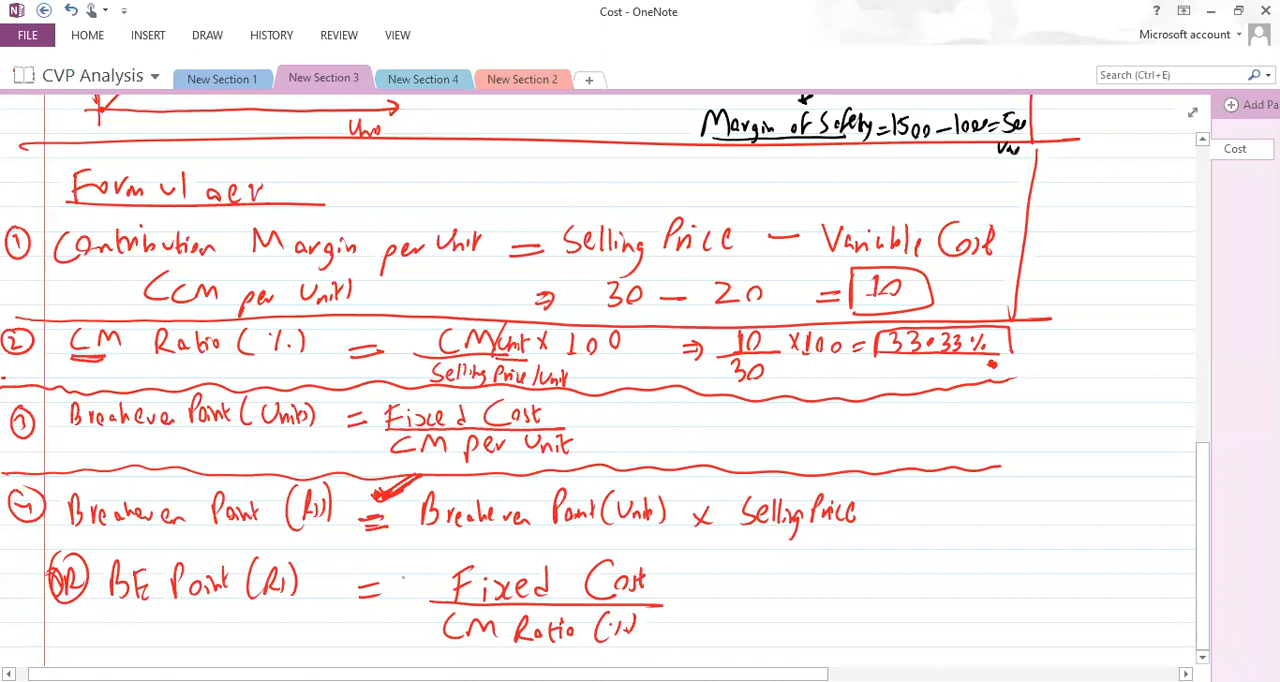 Cost - OneNote
FILE HOME INSERT DRAW HISTORY REVIEW VIEW
Microsoft account
CVP Analysis New Section 1 New Section 3 New Section 4 New Section 2
Search (Ctrl+E)
Add Pa
Cost
Margin of Safety = 1500 - 1000 = 500
Formulaer
① Contribution Margin per unit = Selling Price - Variable Cost
(CM per Unit) ⇒ 30 - 20 = 10
② CM Ratio (%) = CM/Unit × 100 ⇒ 10 × 100 = 33.33%
Selling Price/Unit 30
③ Breakeven Point (Units) = Fixed Cost
CM per Unit
④ Breakeven Point (Rs) = Breakeven Point (Unit) × Selling Price
OR BE Point (Rs) = Fixed Cost
CM Ratio (%)